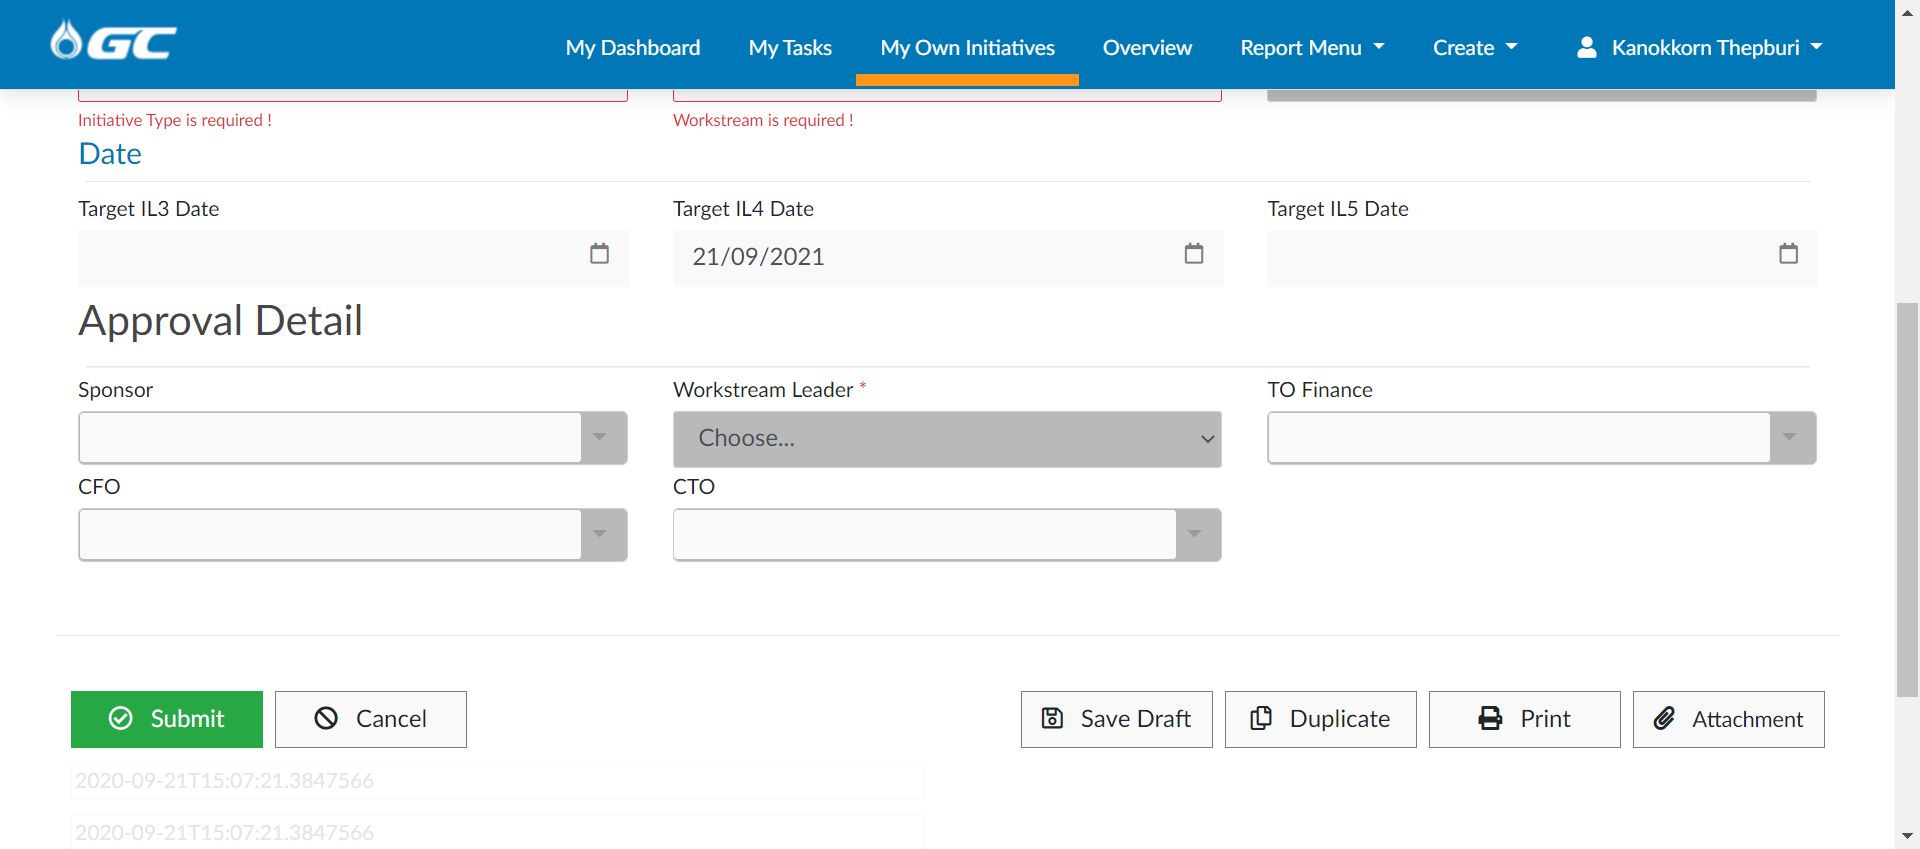 GC
My Dashboard
My Tasks
My Own Initiatives
Overview
Report Menu
Create
Kanokkorn Thepburi
Initiative Type is required !
Workstream is required !
Date
Target IL3 Date
Target IL4 Date
Target IL5 Date
21/09/2021
Approval Detail
Sponsor
Workstream Leader *
TO Finance
Choose...
CFO
CTO
Submit
Cancel
Save Draft
Duplicate
Print
Attachment
2020-09-21T15:07:21.3847566
2020-09-21T15:07:21.3847566